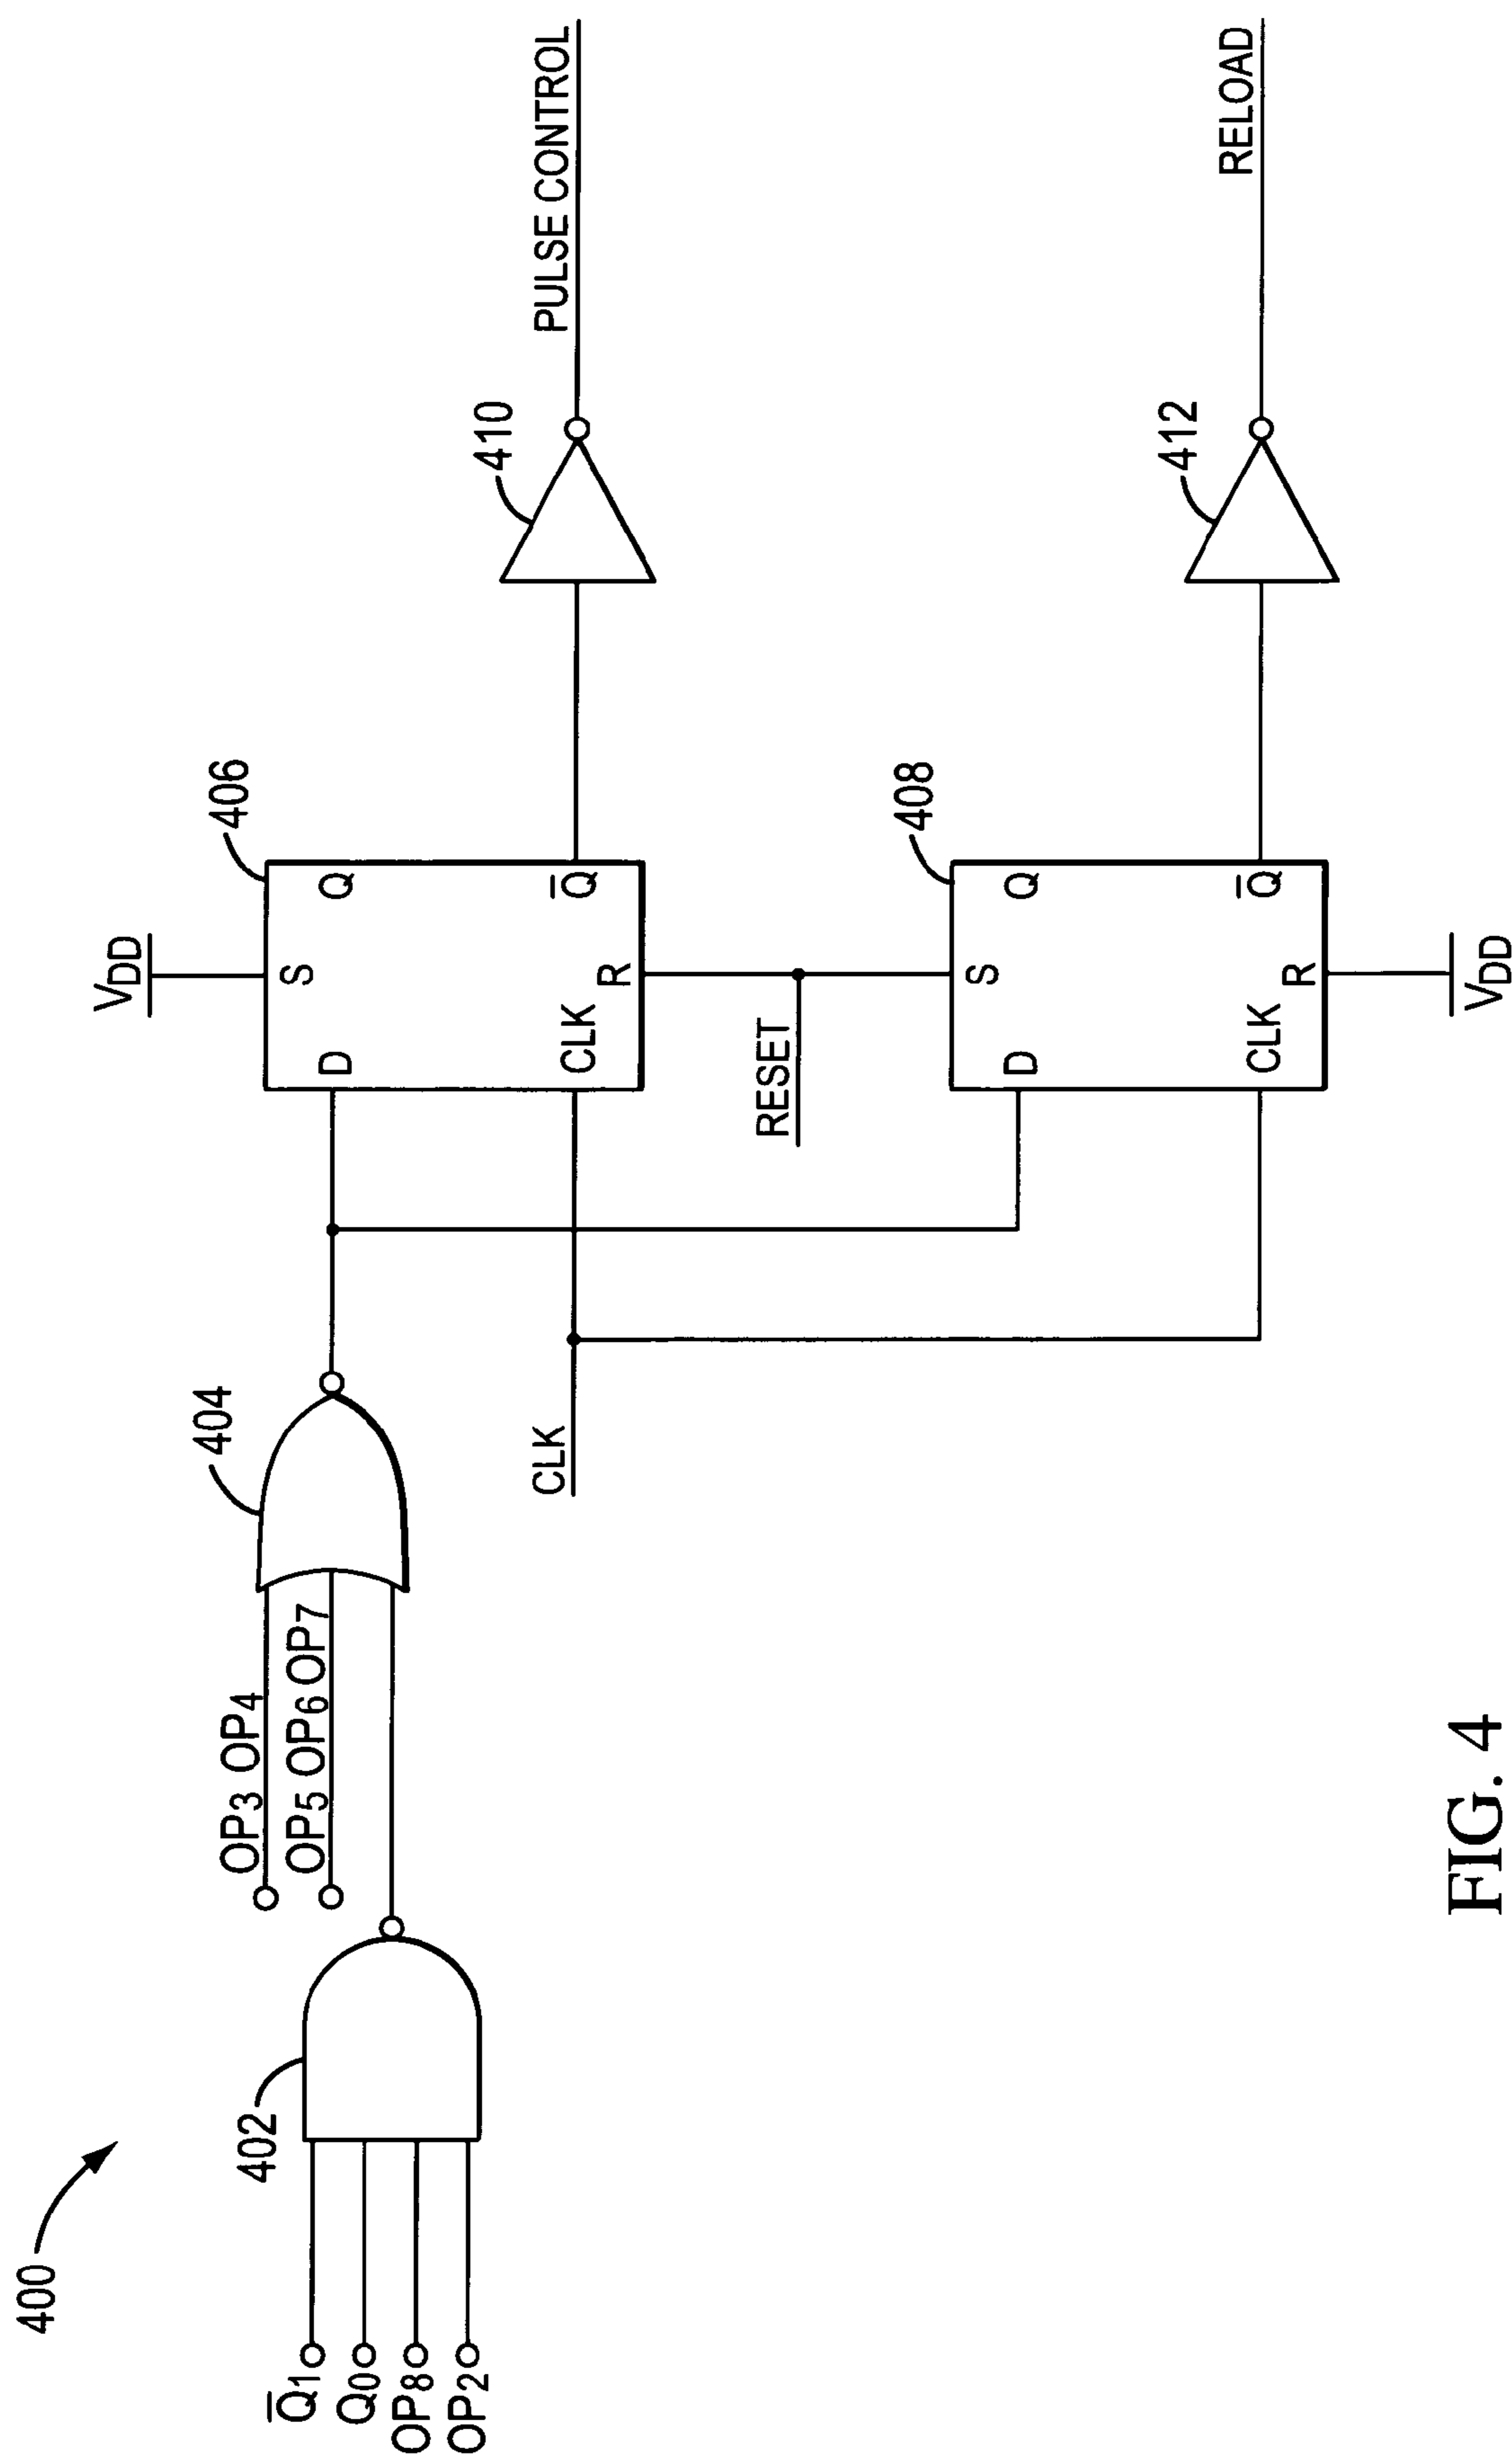 400
Q̅1
Q0
OP8
OP2
402
OP3 OP4
OP5 OP6 OP7
404
CLK
VDD
406
D
S
Q
CLK
R
Q̅
RESET
408
D
S
Q
CLK
R
Q̅
VDD
410
PULSE CONTROL
412
RELOAD
FIG. 4